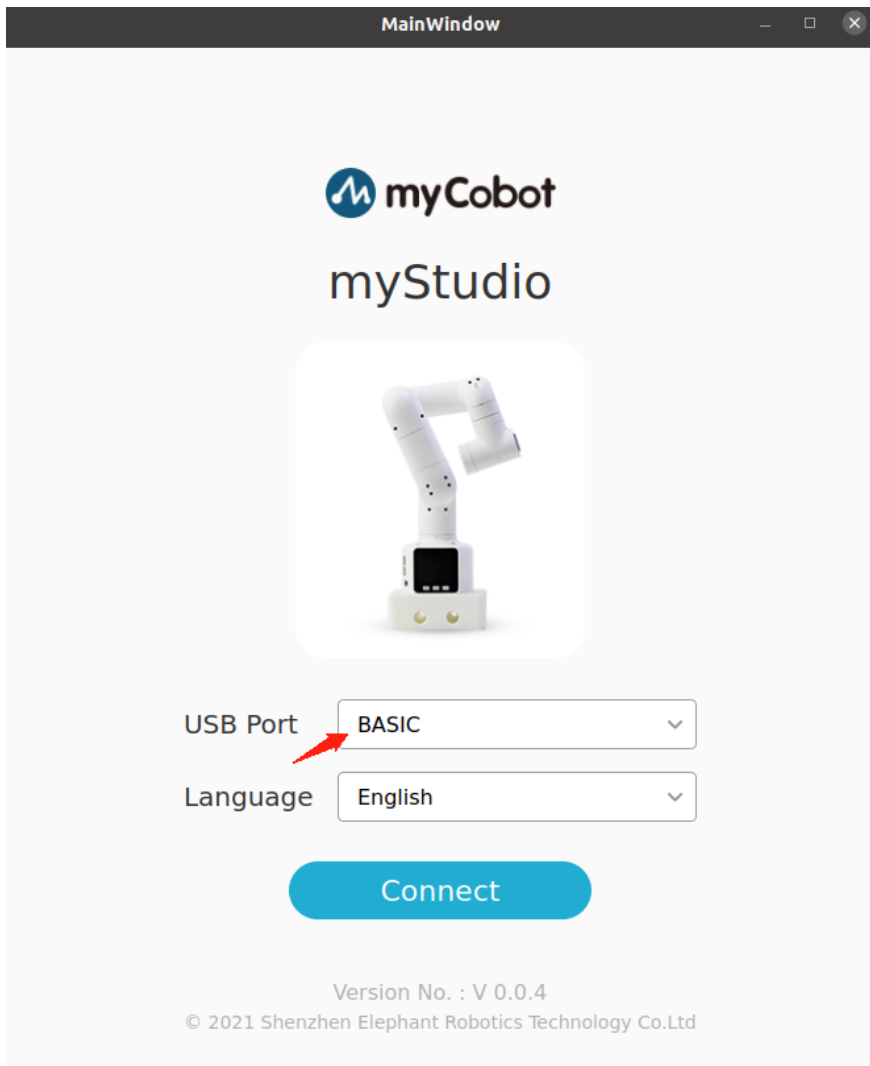 MainWindow
myCobot
myStudio
USB Port BASIC
Language English
Connect
Version No. : V 0.0.4
© 2021 Shenzhen Elephant Robotics Technology Co.Ltd